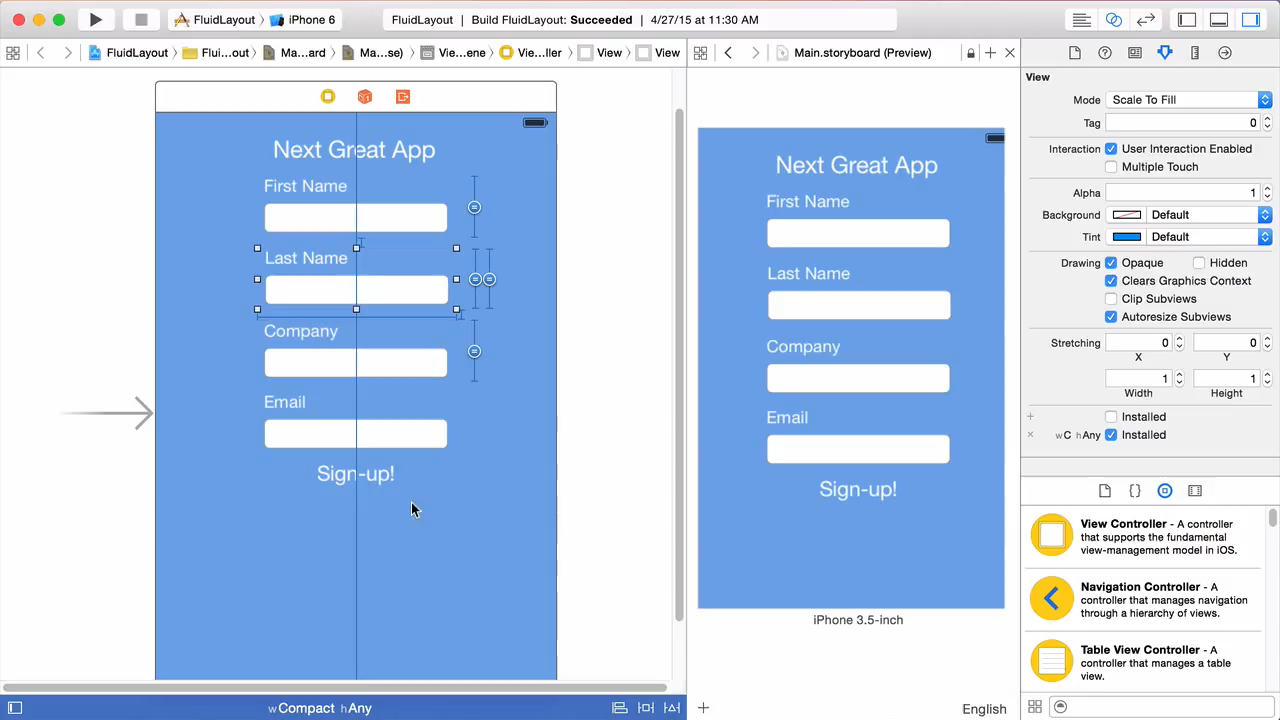 FluidLayout
iPhone 6
FluidLayout | Build FluidLayout: Succeeded | 4/27/15 at 11:30 AM
FluidLayout
Flui...out
Ma...ard
Ma...se)
Vie...ene
Vie...ller
View
View
Main.storyboard (Preview)
Next Great App
First Name
Last Name
Company
Email
Sign-up!
wCompact hAny
Next Great App
First Name
Last Name
Company
Email
Sign-up!
iPhone 3.5-inch
English
View
Mode Scale To Fill
Tag 0
Interaction User Interaction Enabled
Multiple Touch
Alpha 1
Background Default
Tint Default
Drawing Opaque Hidden
Clears Graphics Context
Clip Subviews
Autoresize Subviews
Stretching 0 0
X Y
1 1
Width Height
+ Installed
× wC hAny Installed
View Controller - A controller
that supports the fundamental
view-management model in iOS.
Navigation Controller - A
controller that manages navigation
through a hierarchy of views.
Table View Controller - A
controller that manages a table
view.